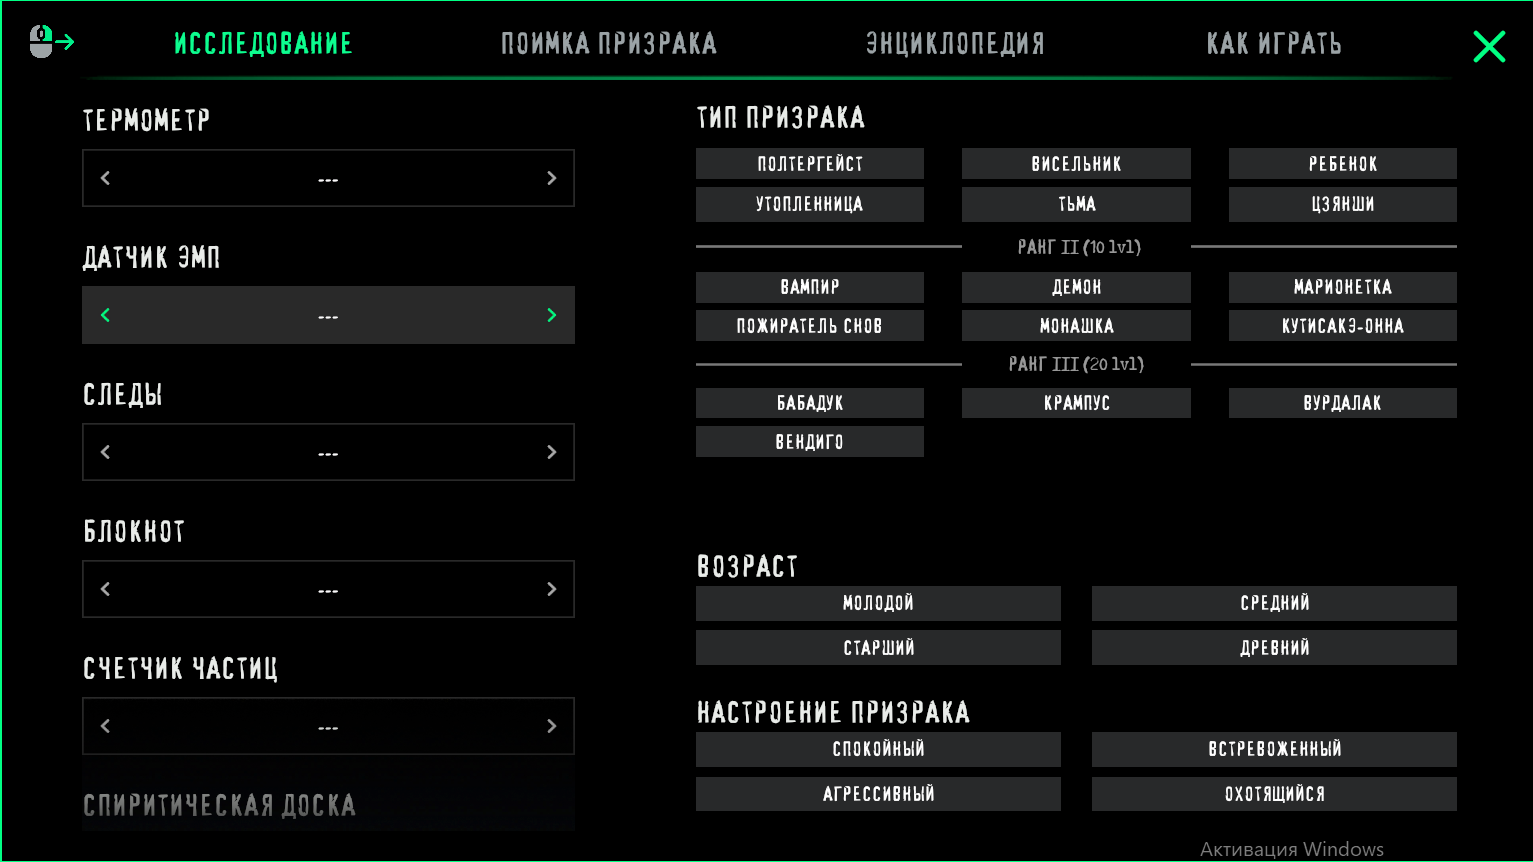 ИССЛЕДОВАНИЕ ПОИМКА ПРИЗРАКА ЭНЦИКЛОПЕДИЯ КАК ИГРАТЬ
ТЕРМОМЕТР
---
ДАТЧИК ЭМП
---
СЛЕДЫ
---
БЛОКНОТ
---
СЧЕТЧИК ЧАСТИЦ
---
СПИРИТИЧЕСКАЯ ДОСКА
ТИП ПРИЗРАКА
ПОЛТЕРГЕЙСТ ВИСЕЛЬНИК РЕБЕНОК
УТОПЛЕННИЦА ТЬМА ЦЗЯНШИ
РАНГ II (10 lvl)
ВАМПИР ДЕМОН МАРИОНЕТКА
ПОЖИРАТЕЛЬ СНОВ МОНАШКА КУТИСАКЭ-ОННА
РАНГ III (20 lvl)
БАБАДУК КРАМПУС ВУРДАЛАК
ВЕНДИГО
ВОЗРАСТ
МОЛОДОЙ СРЕДНИЙ
СТАРШИЙ ДРЕВНИЙ
НАСТРОЕНИЕ ПРИЗРАКА
СПОКОЙНЫЙ ВСТРЕВОЖЕННЫЙ
АГРЕССИВНЫЙ ОХОТЯЩИЙСЯ
Активация Windows